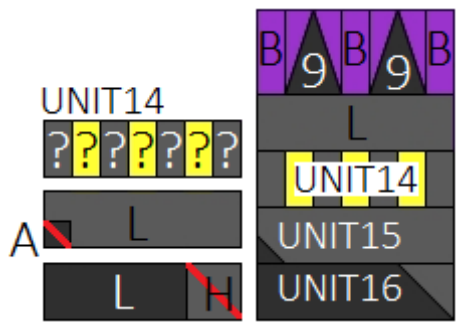 UNIT14
? ? ? ? ? ? ?
A L
L H
B 9 B 9 B
L
UNIT14
UNIT15
UNIT16